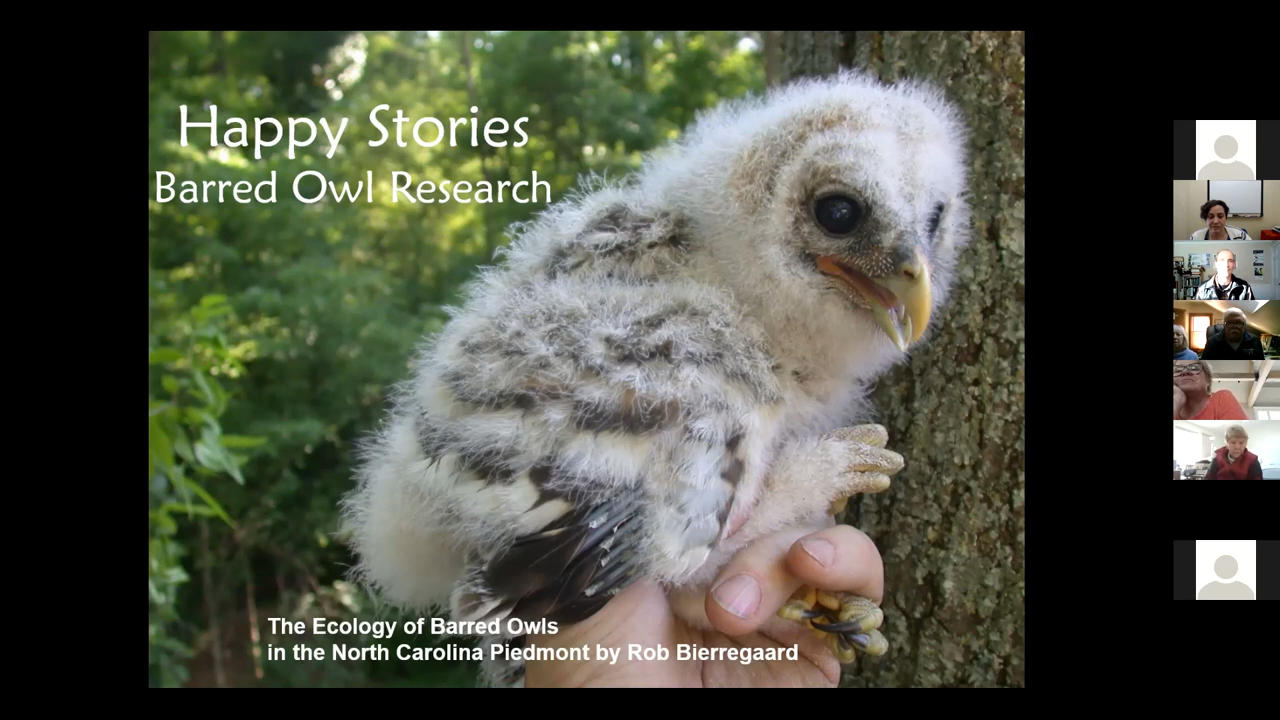 Happy Stories
Barred Owl Research
The Ecology of Barred Owls
in the North Carolina Piedmont by Rob Bierregaard